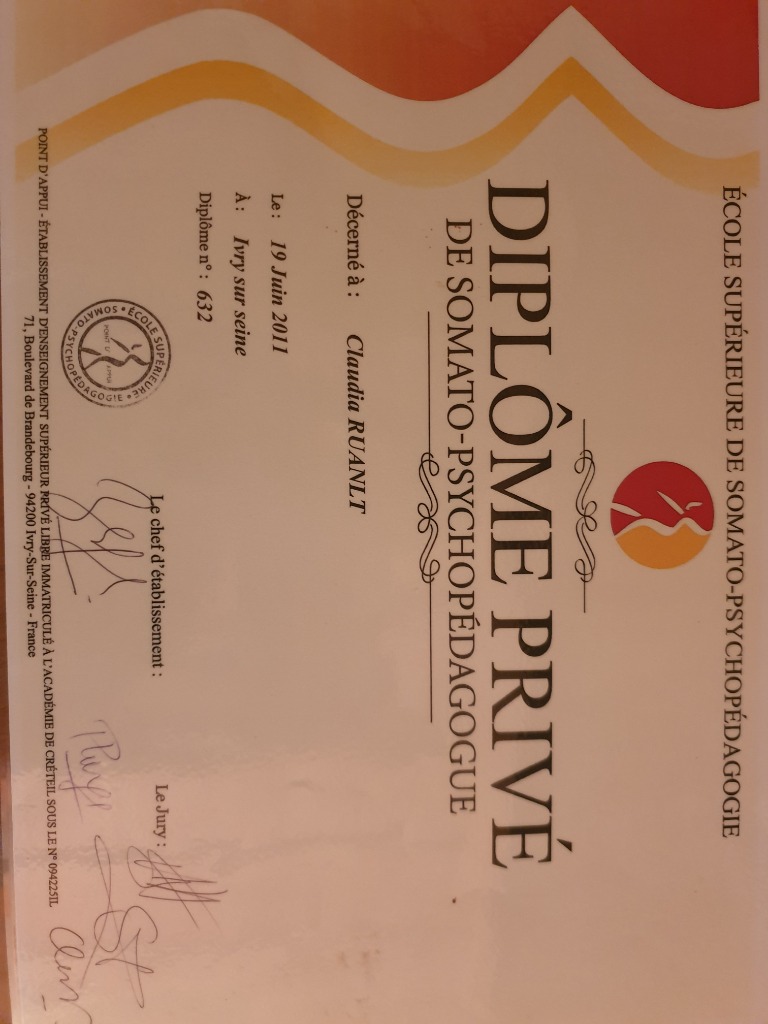 ÉCOLE SUPÉRIEURE DE SOMATO-PSYCHOPÉDAGOGIE
DIPLÔME PRIVÉ
DE SOMATO-PSYCHOPÉDAGOGUE
Décerné à : Claudia RUANLT
Le : 19 Juin 2011
À : Ivry sur seine
Diplôme n° : 632
Le chef d'établissement :
Le Jury :
ÉCOLE SUPÉRIEURE
SOMATO-PSYCHOPÉDAGOGIE
POINT D'APPUI
POINT D'APPUI - ÉTABLISSEMENT D'ENSEIGNEMENT SUPÉRIEUR PRIVÉ LIBRE IMMATRICULÉ À L'ACADÉMIE DE CRÉTEIL SOUS LE N° 094225IL
71, Boulevard de Brandebourg - 94200 Ivry-Sur-Seine - France